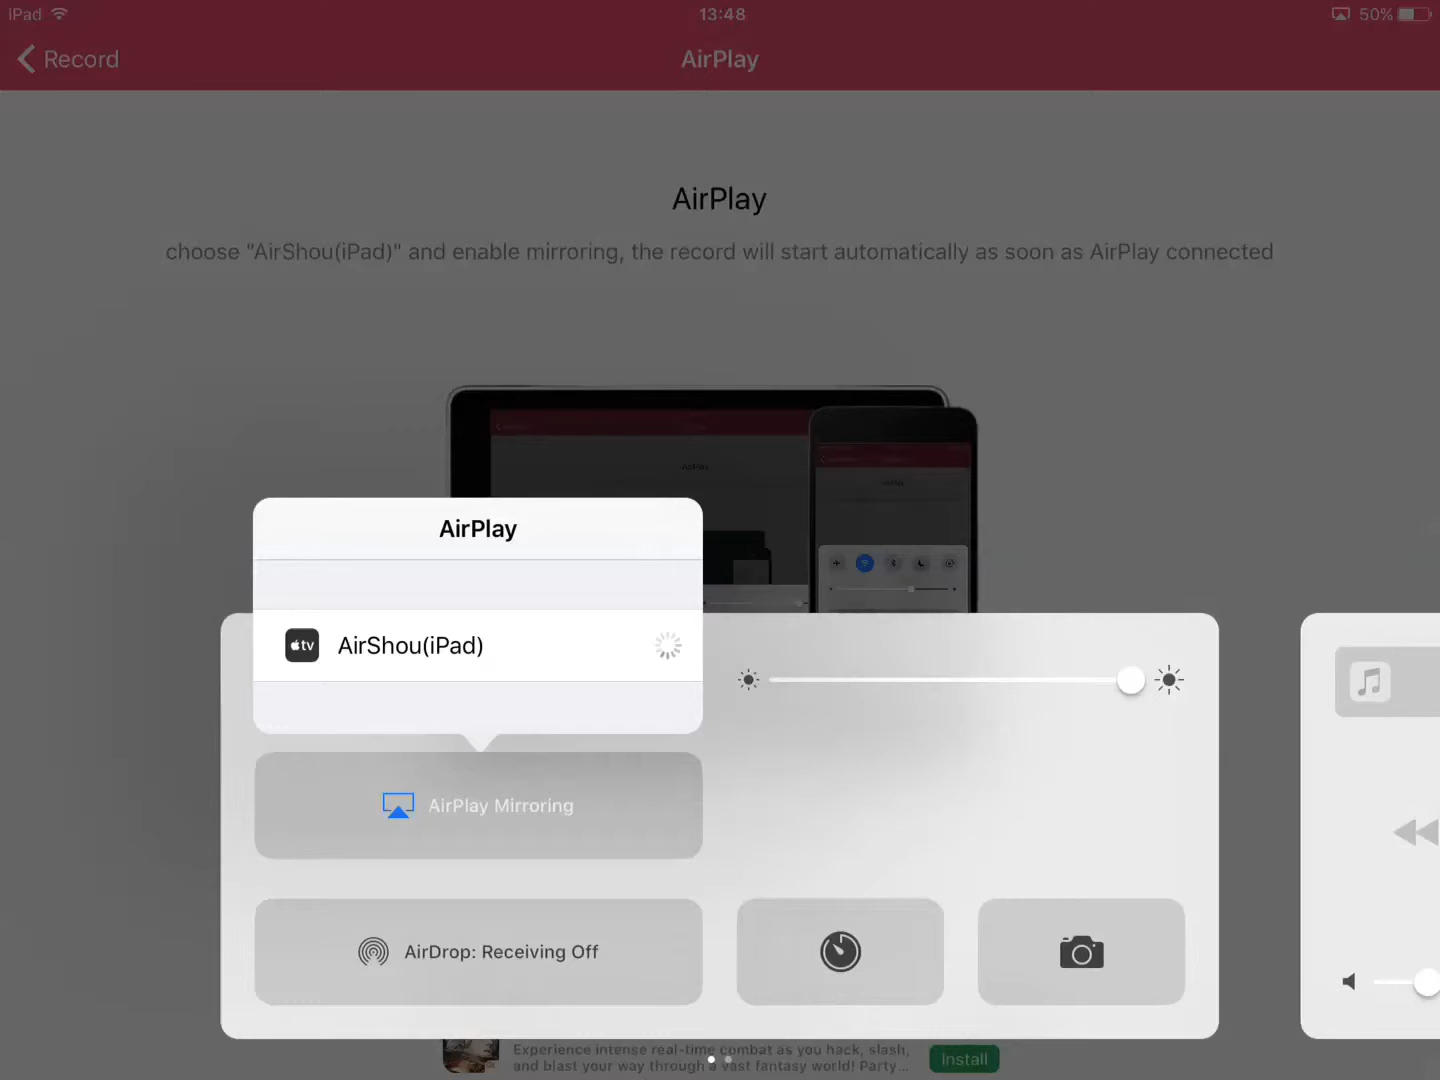 iPad
13:48
50%
Record
AirPlay
AirPlay
choose "AirShou(iPad)" and enable mirroring, the record will start automatically as soon as AirPlay connected
AirPlay
AirPlay
AirPlay
tv
AirShou(iPad)
AirPlay Mirroring
AirDrop: Receiving Off
Experience intense real-time combat as you hack, slash,
and blast your way through a vast fantasy world! Party...
Install